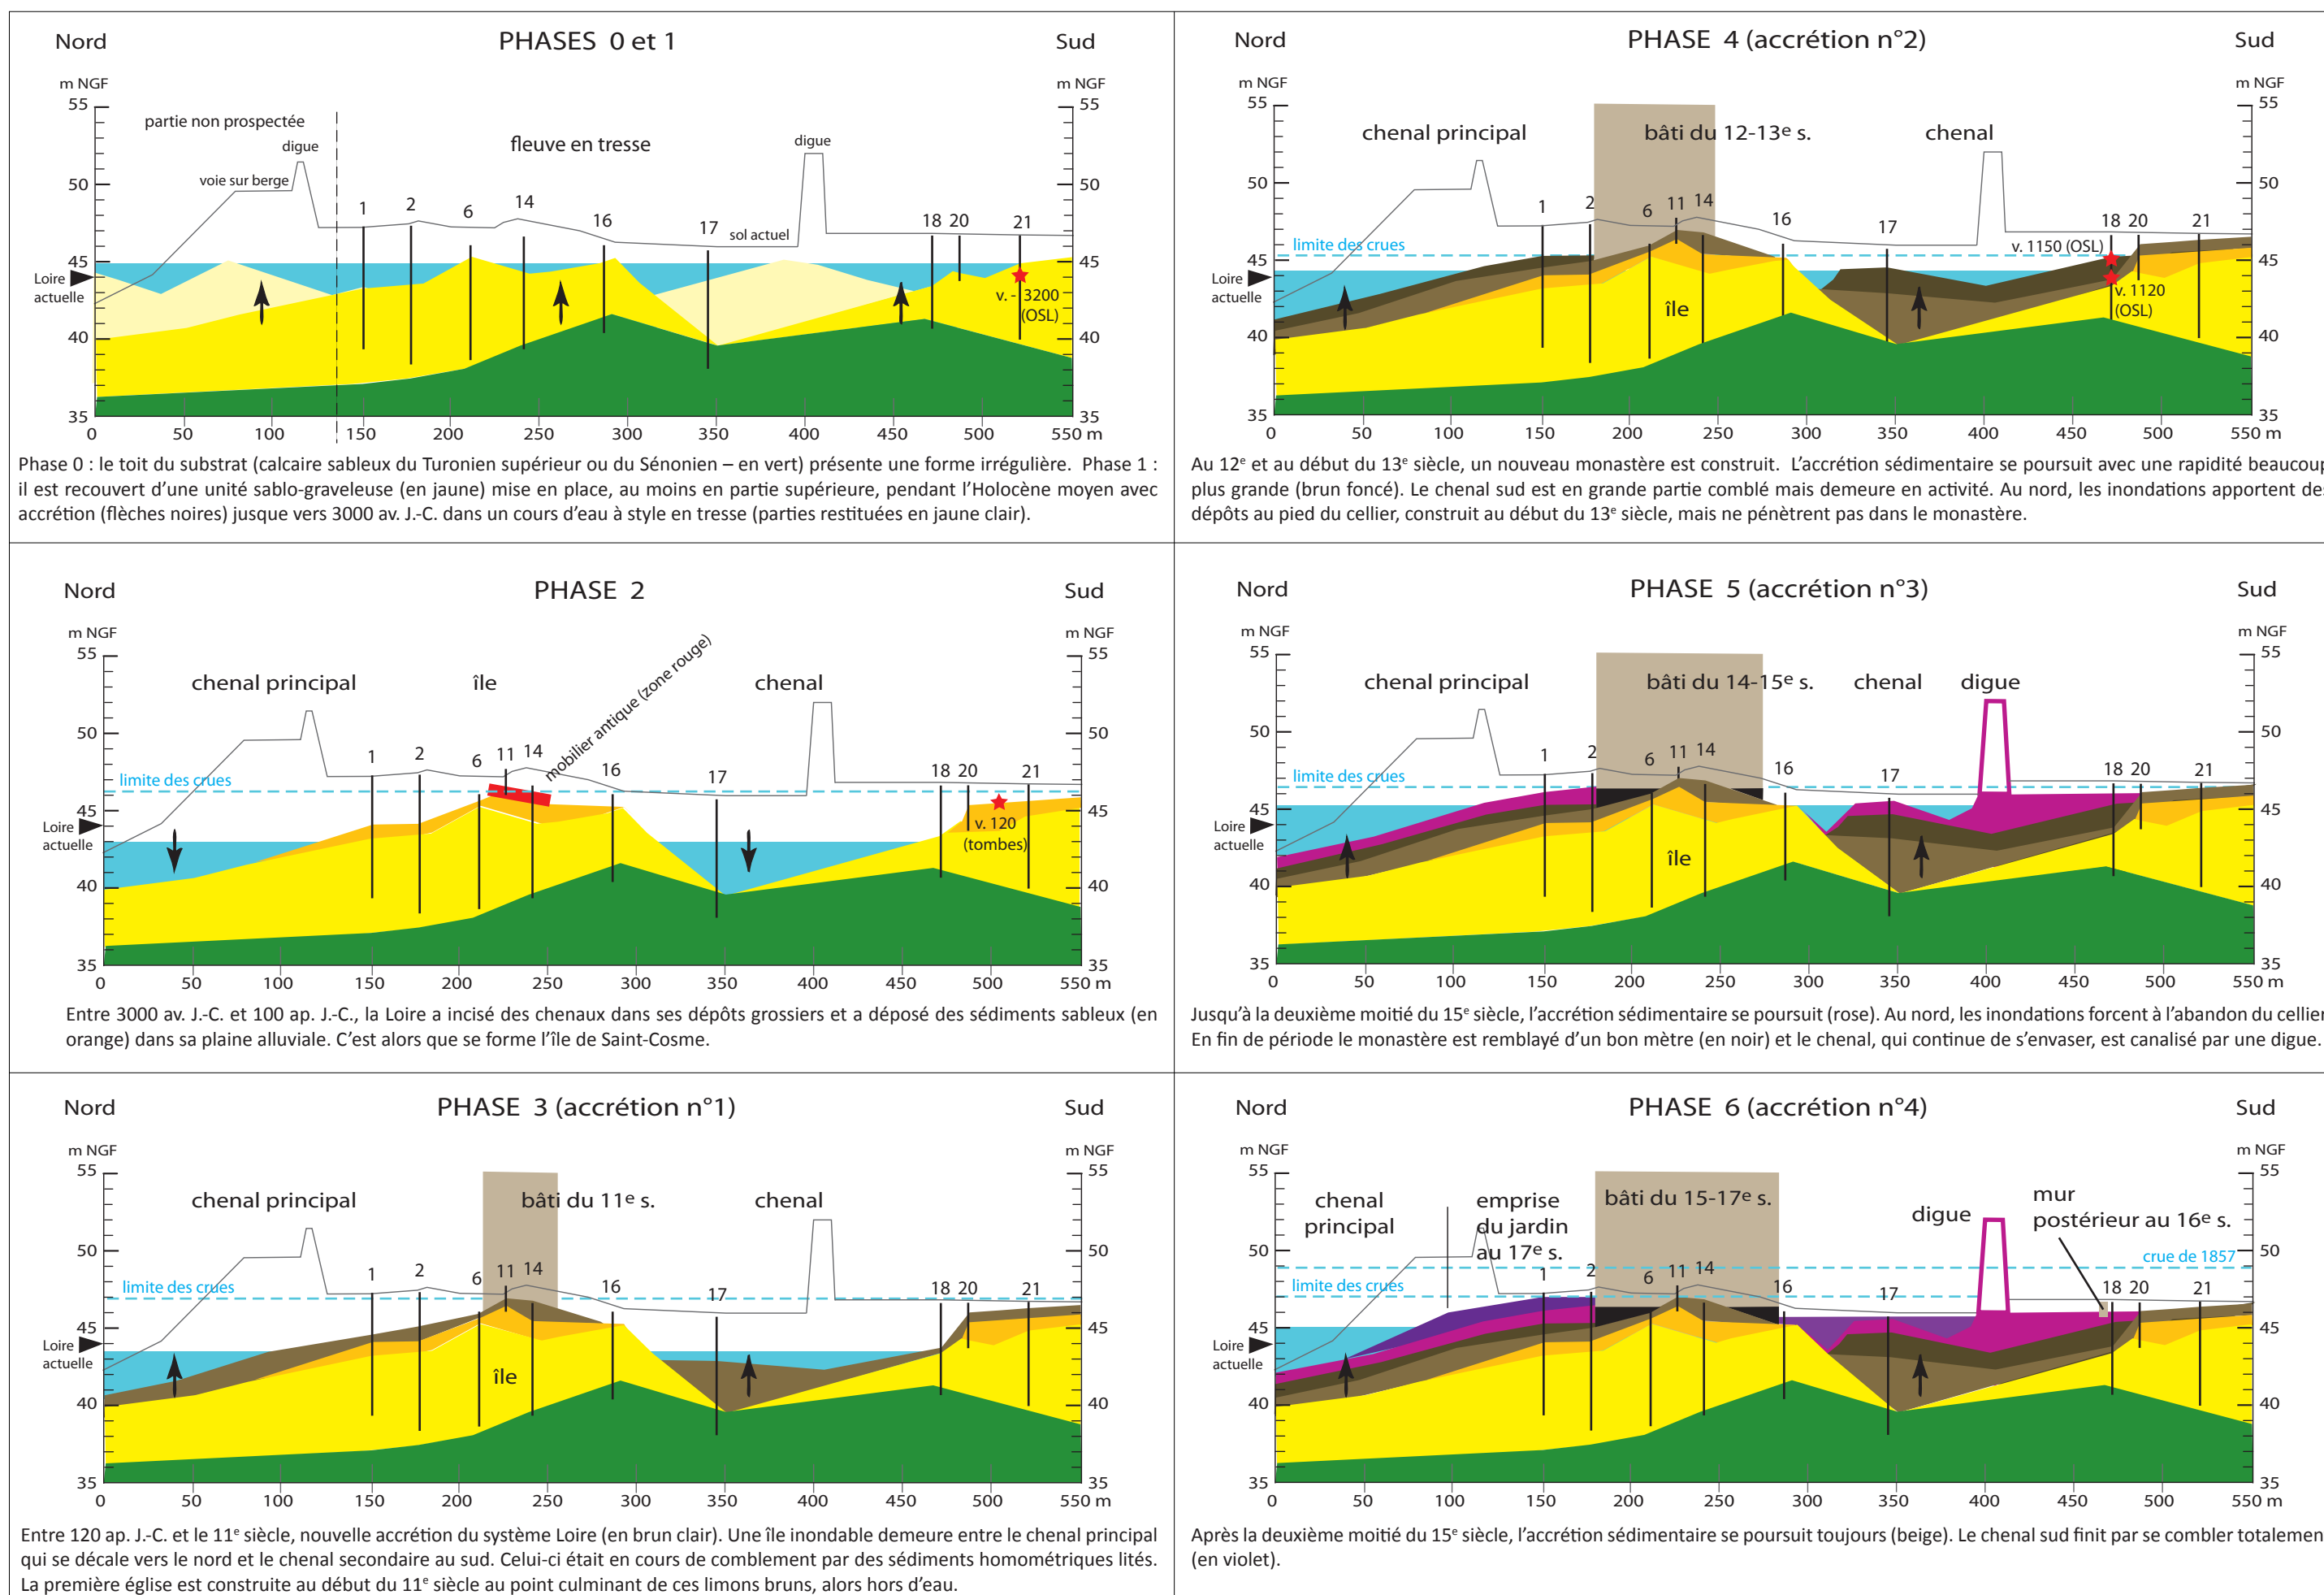 Nord
PHASES 0 et 1
Sud
m NGF
m NGF
55
55
partie non prospectée
digue
fleuve en tresse
digue
voie sur berge
50
50
1
2
6
14
16
17
sol actuel
18
20
21
45
45
Loire
actuelle
v. - 3200
(OSL)
40
40
35
35
0
50
100
150
200
250
300
350
400
450
500
550 m
Phase 0 : le toit du substrat (calcaire sableux du Turonien supérieur ou du Sénonien – en vert) présente une forme irrégulière. Phase 1 :
il est recouvert d’une unité sablo-graveleuse (en jaune) mise en place, au moins en partie supérieure, pendant l’Holocène moyen avec
accrétion (flèches noires) jusque vers 3000 av. J.-C. dans un cours d’eau à style en tresse (parties restituées en jaune clair).
Nord
PHASE 4 (accrétion n°2)
Sud
m NGF
m NGF
55
55
chenal principal
bâti du 12-13e s.
chenal
50
50
1
2
6
11
14
16
17
18
20
21
limite des crues
v. 1150 (OSL)
45
45
Loire
actuelle
v. 1120
(OSL)
île
40
40
35
35
0
50
100
150
200
250
300
350
400
450
500
550 m
Au 12e et au début du 13e siècle, un nouveau monastère est construit. L’accrétion sédimentaire se poursuit avec une rapidité beaucoup
plus grande (brun foncé). Le chenal sud est en grande partie comblé mais demeure en activité. Au nord, les inondations apportent des
dépôts au pied du cellier, construit au début du 13e siècle, mais ne pénètrent pas dans le monastère.
Nord
PHASE 2
Sud
m NGF
m NGF
55
55
chenal principal
île
mobilier antique (zone rouge)
chenal
50
50
1
2
6
11
14
16
17
18
20
21
limite des crues
45
45
Loire
actuelle
v. 120
(tombes)
40
40
35
35
0
50
100
150
200
250
300
350
400
450
500
550 m
Entre 3000 av. J.-C. et 100 ap. J.-C., la Loire a incisé des chenaux dans ses dépôts grossiers et a déposé des sédiments sableux (en
orange) dans sa plaine alluviale. C’est alors que se forme l’île de Saint-Cosme.
Nord
PHASE 5 (accrétion n°3)
Sud
m NGF
m NGF
55
55
chenal principal
bâti du 14-15e s.
chenal
digue
50
50
1
2
6
11
14
16
17
18
20
21
limite des crues
45
45
Loire
actuelle
île
40
40
35
35
0
50
100
150
200
250
300
350
400
450
500
550 m
Jusqu’à la deuxième moitié du 15e siècle, l’accrétion sédimentaire se poursuit (rose). Au nord, les inondations forcent à l’abandon du cellier.
En fin de période le monastère est remblayé d’un bon mètre (en noir) et le chenal, qui continue de s’envaser, est canalisé par une digue.
Nord
PHASE 3 (accrétion n°1)
Sud
m NGF
m NGF
55
55
chenal principal
bâti du 11e s.
chenal
50
50
1
2
6
11
14
16
17
18
20
21
limite des crues
45
45
Loire
actuelle
île
40
40
35
35
0
50
100
150
200
250
300
350
400
450
500
550 m
Entre 120 ap. J.-C. et le 11e siècle, nouvelle accrétion du système Loire (en brun clair). Une île inondable demeure entre le chenal principal
qui se décale vers le nord et le chenal secondaire au sud. Celui-ci était en cours de comblement par des sédiments homométriques lités.
La première église est construite au début du 11e siècle au point culminant de ces limons bruns, alors hors d’eau.
Nord
PHASE 6 (accrétion n°4)
Sud
m NGF
m NGF
55
55
chenal
principal
emprise
du jardin
au 17e s.
bâti du 15-17e s.
digue
mur
postérieur au 16e s.
50
50
crue de 1857
limite des crues
1
2
6
11
14
16
17
18
20
21
45
45
Loire
actuelle
40
40
35
35
0
50
100
150
200
250
300
350
400
450
500
550 m
Après la deuxième moitié du 15e siècle, l’accrétion sédimentaire se poursuit toujours (beige). Le chenal sud finit par se combler totalement
(en violet).